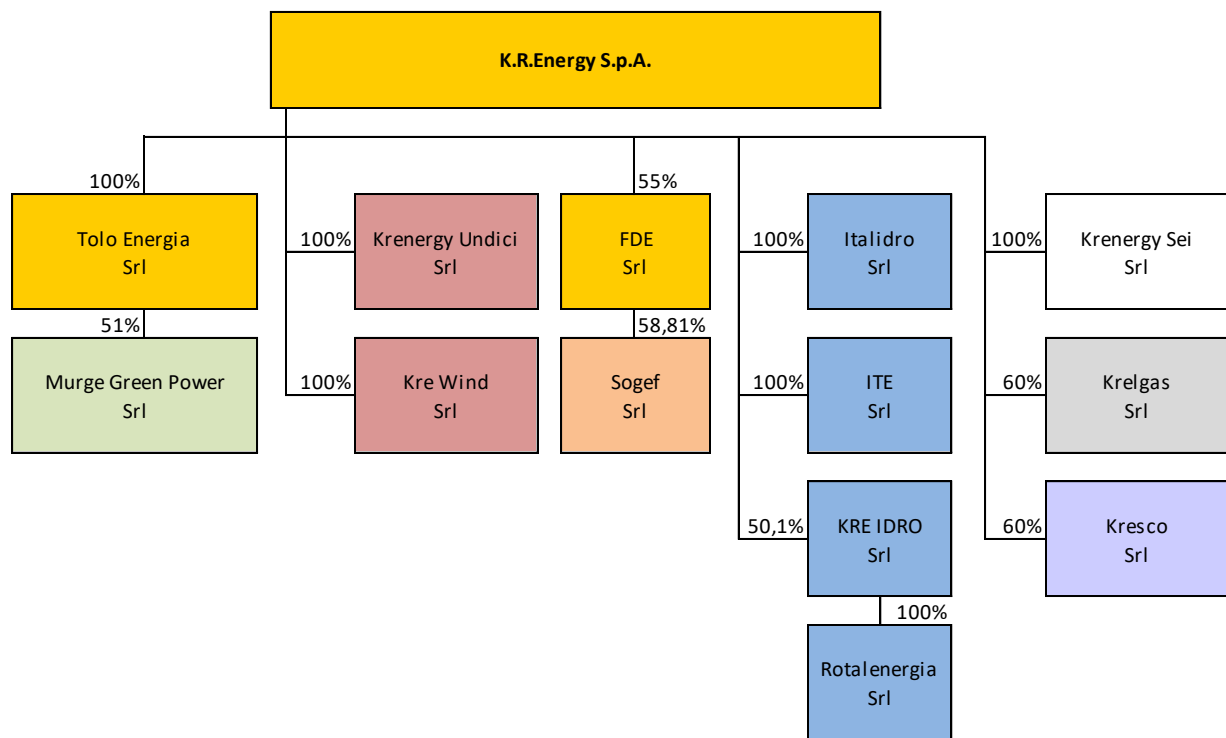 K.R.Energy S.p.A.
100%
55%
Tolo Energia
Srl
100%
Krenergy Undici
Srl
FDE
Srl
100%
Italidro
Srl
100%
Krenergy Sei
Srl
51%
58,81%
Murge Green Power
Srl
100%
Kre Wind
Srl
Sogef
Srl
100%
ITE
Srl
60%
Krelgas
Srl
50,1%
KRE IDRO
Srl
60%
Kresco
Srl
100%
Rotalenergia
Srl